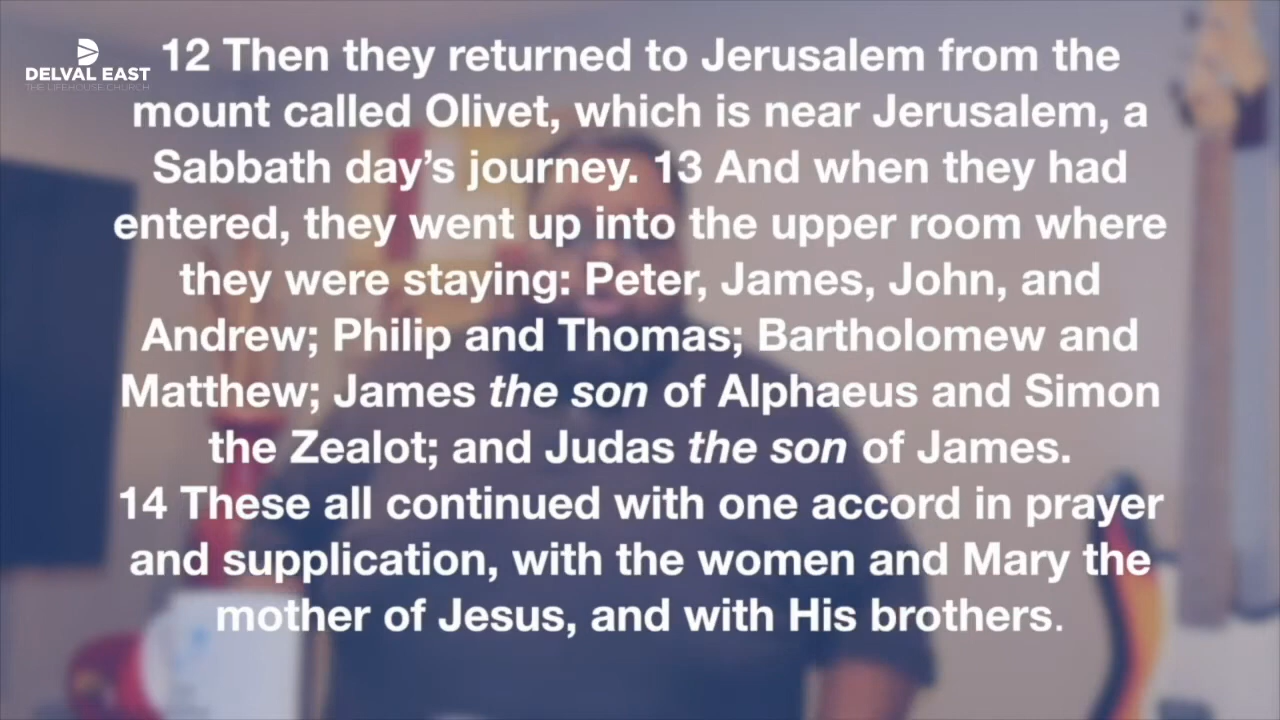 DELVAL EAST
THE LIFEHOUSE CHURCH
12 Then they returned to Jerusalem from the
mount called Olivet, which is near Jerusalem, a
Sabbath day’s journey. 13 And when they had
entered, they went up into the upper room where
they were staying: Peter, James, John, and
Andrew; Philip and Thomas; Bartholomew and
Matthew; James the son of Alphaeus and Simon
the Zealot; and Judas the son of James.
14 These all continued with one accord in prayer
and supplication, with the women and Mary the
mother of Jesus, and with His brothers.